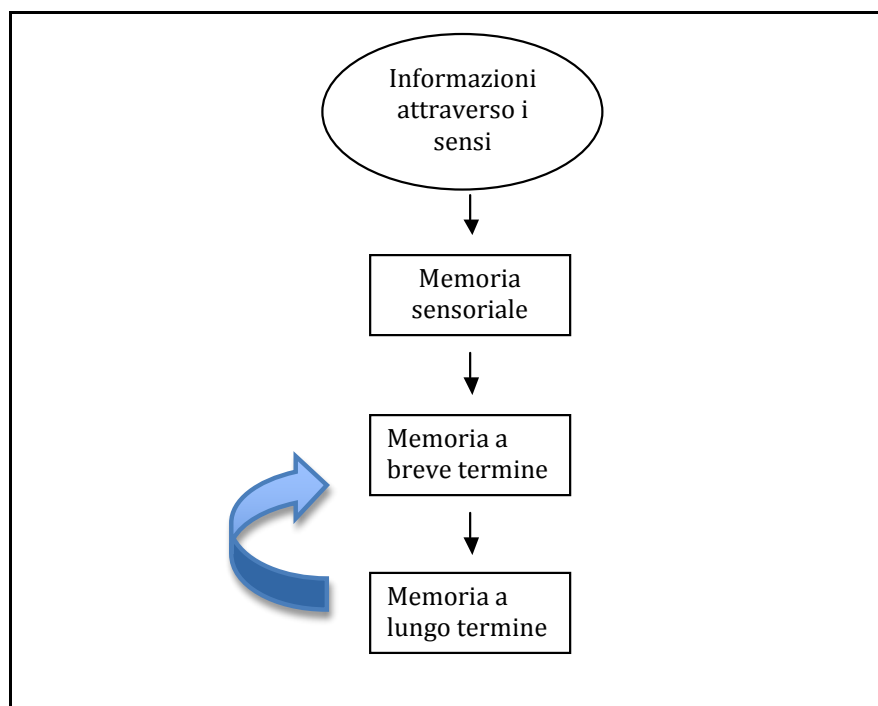 Informazioni
attraverso i
sensi
Memoria
sensoriale
Memoria a
breve termine
Memoria a
lungo termine